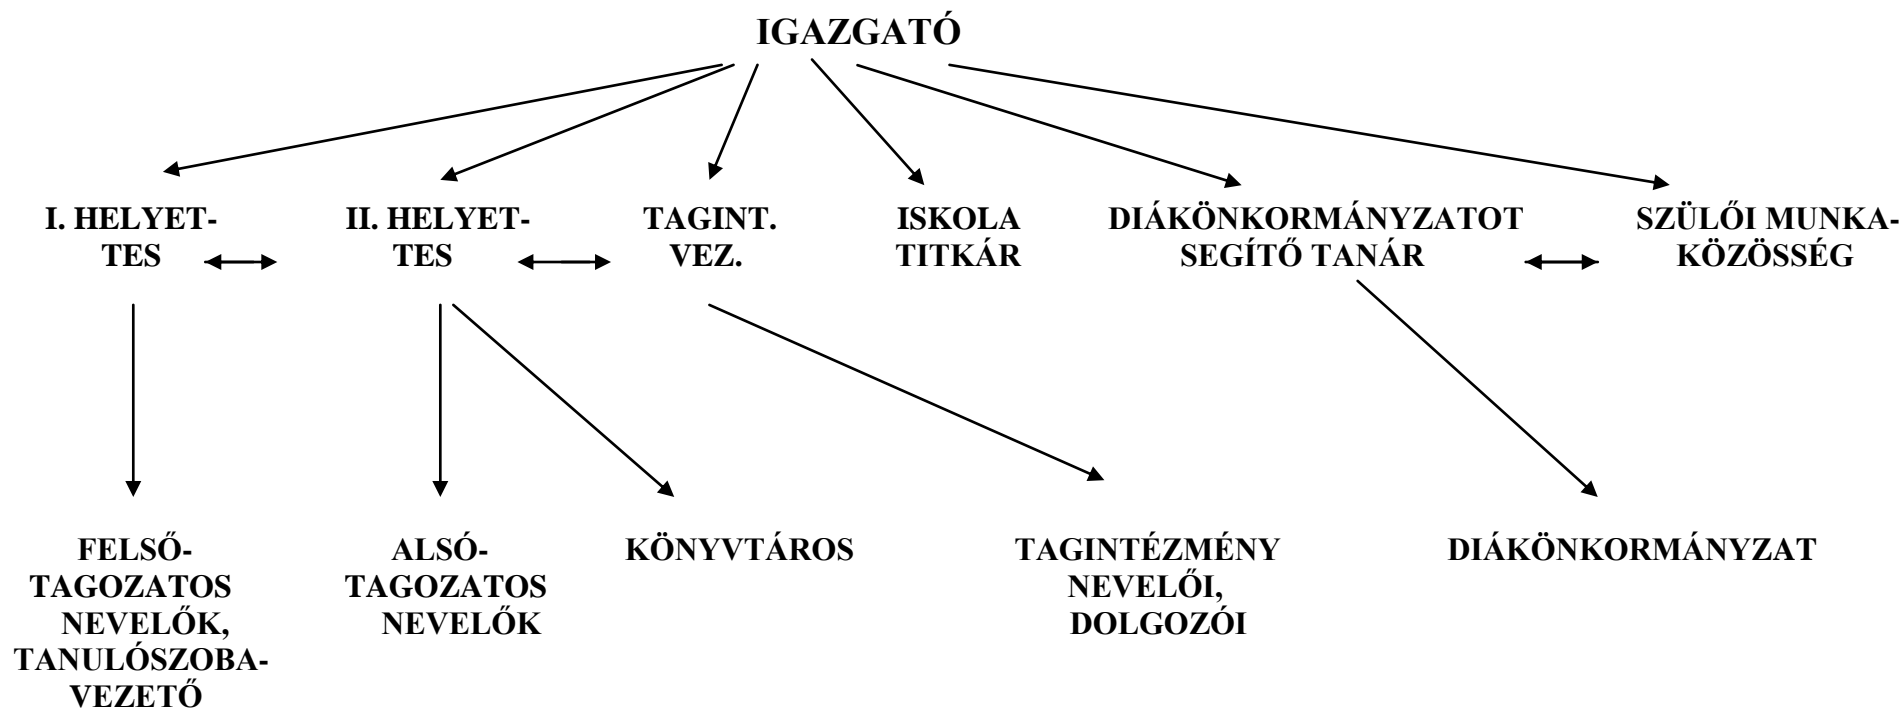 IGAZGATÓ
I. HELYET-
TES
II. HELYET-
TES
TAGINT.
VEZ.
ISKOLA
TITKÁR
DIÁKÖNKORMÁNYZATOT
SEGÍTŐ TANÁR
SZÜLŐI MUNKA-
KÖZÖSSÉG
FELSŐ-
TAGOZATOS
NEVELŐK,
TANULÓSZOBA-
VEZETŐ
ALSÓ-
TAGOZATOS
NEVELŐK
KÖNYVTÁROS
TAGINTÉZMÉNY
NEVELŐI,
DOLGOZÓI
DIÁKÖNKORMÁNYZAT